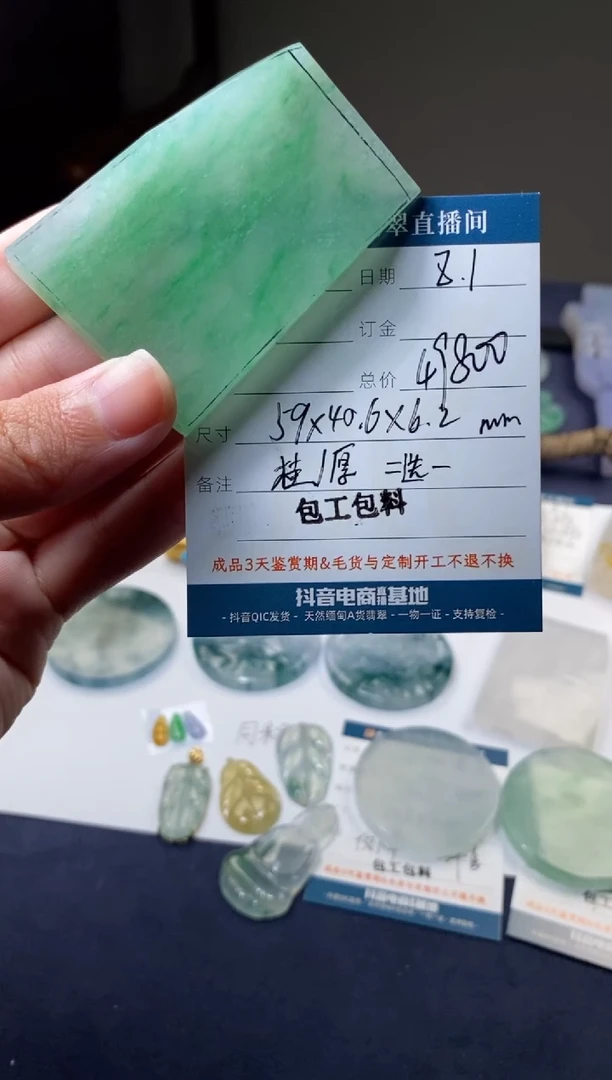 翠直播间
日期 8.1
订金
总价 49800
尺寸 59x40.6x6.2 mm
备注 厚 二选一
包工包料
成品3天鉴赏期&毛货与定制开工不退不换
抖音电商直播基地
- 抖音QIC发货 - 天然缅甸A货翡翠 - 一物一证 - 支持复检 -
包工包料